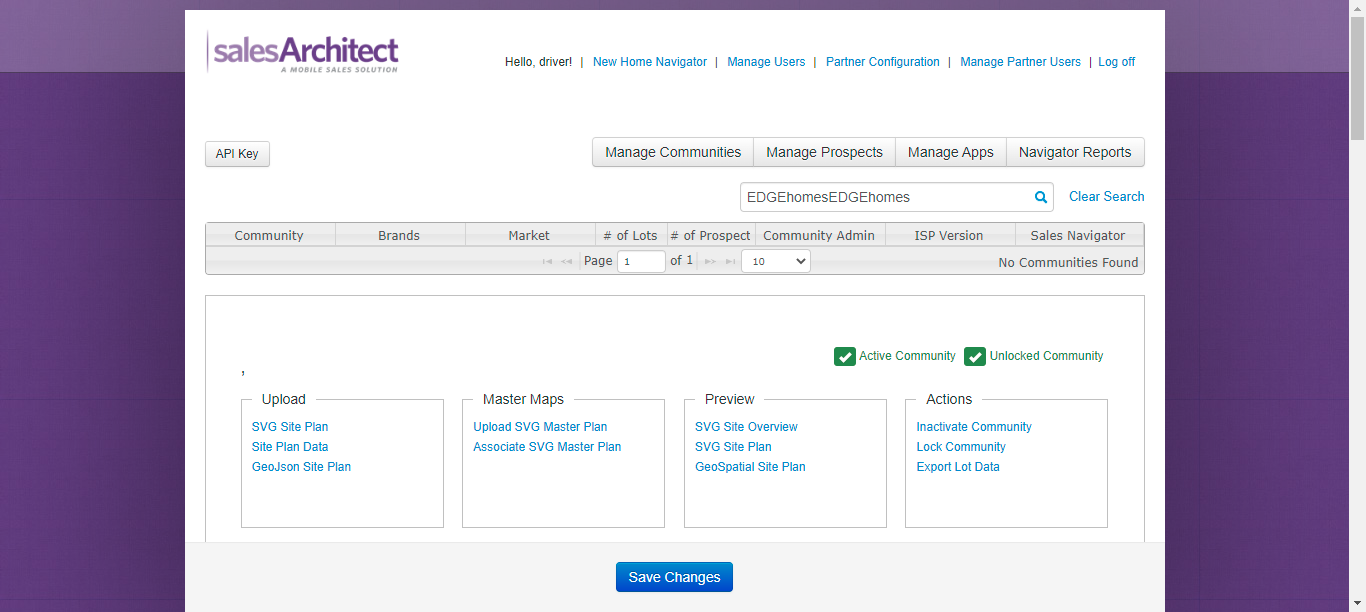 salesArchitect
A MOBILE SALES SOLUTION
Hello, driver! | New Home Navigator | Manage Users | Partner Configuration | Manage Partner Users | Log off
API Key
Manage Communities Manage Prospects Manage Apps Navigator Reports
EDGEhomesEDGEhomes Clear Search
Community Brands Market # of Lots # of Prospect Community Admin ISP Version Sales Navigator
Page 1 of 1 10 No Communities Found
Active Community Unlocked Community
,
Upload Master Maps Preview Actions
SVG Site Plan Upload SVG Master Plan SVG Site Overview Inactivate Community
Site Plan Data Associate SVG Master Plan SVG Site Plan Lock Community
GeoJson Site Plan GeoSpatial Site Plan Export Lot Data
Save Changes